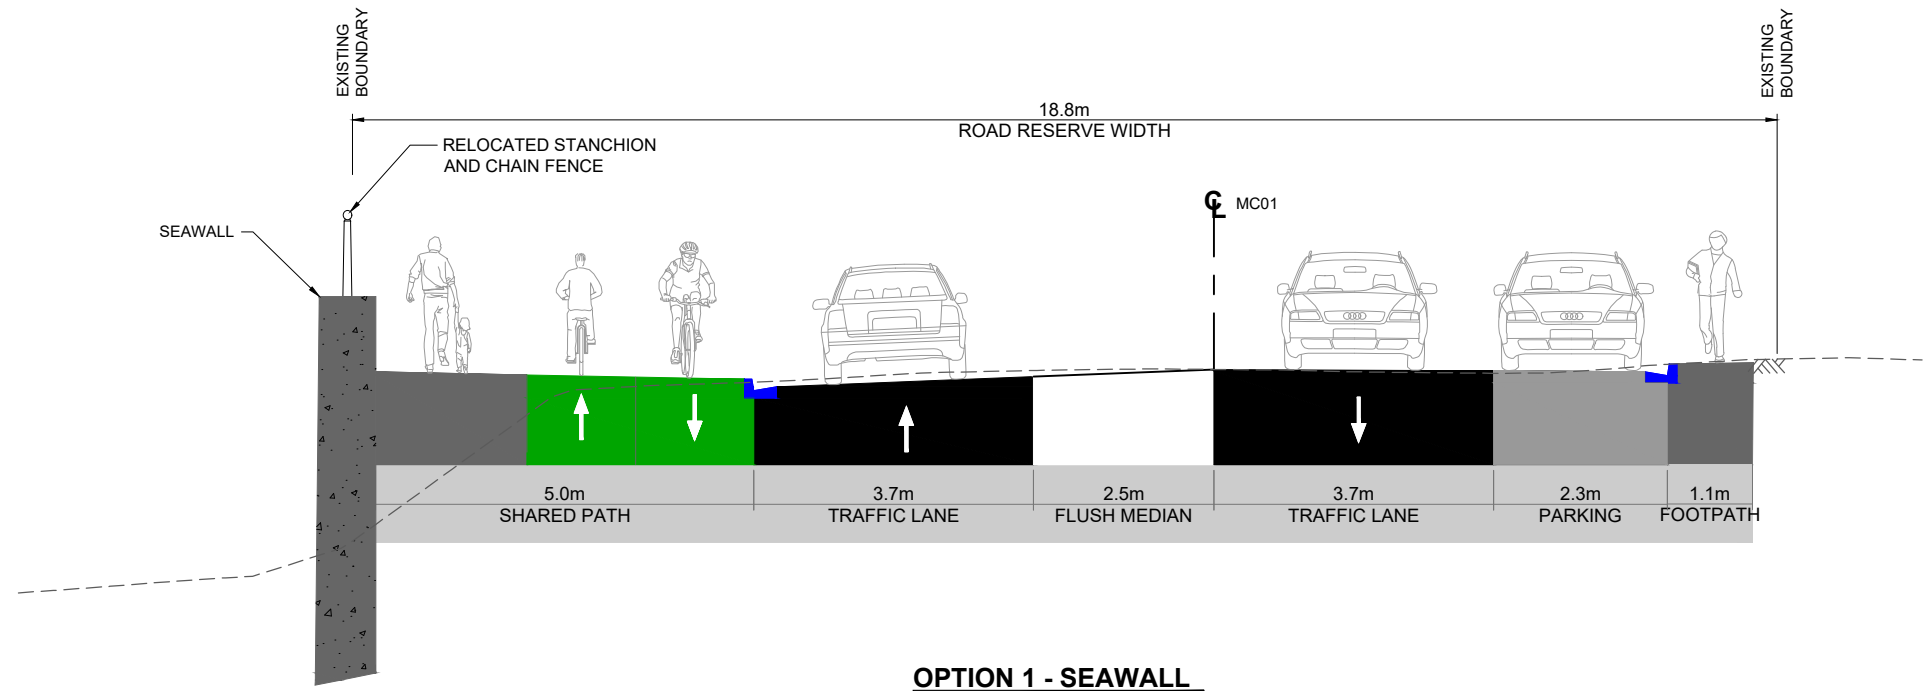 EXISTING
BOUNDARY
EXISTING
BOUNDARY
18.8m
ROAD RESERVE WIDTH
RELOCATED STANCHION
AND CHAIN FENCE
SEAWALL
CL MC01
5.0m
SHARED PATH
3.7m
TRAFFIC LANE
2.5m
FLUSH MEDIAN
3.7m
TRAFFIC LANE
2.3m
PARKING
1.1m
FOOTPATH
OPTION 1 - SEAWALL